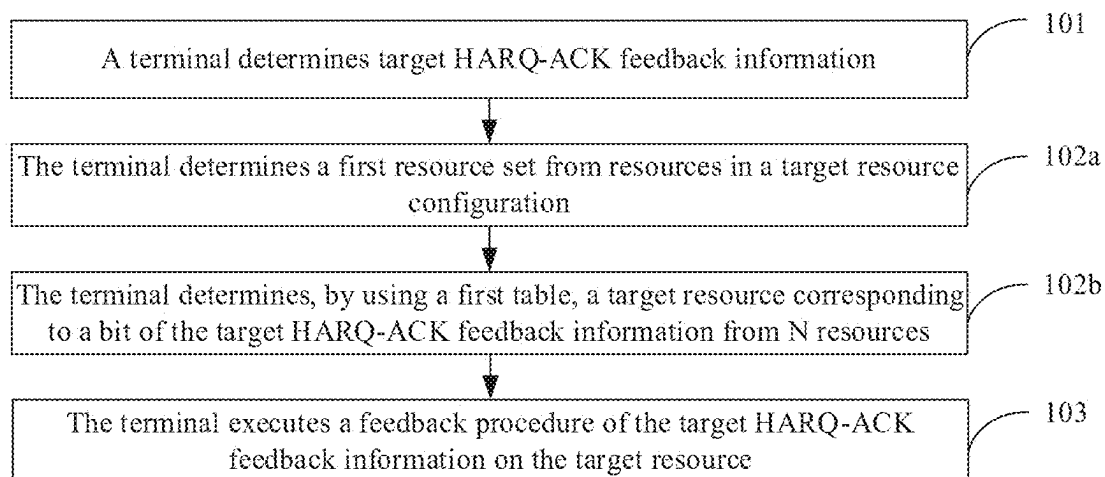 101
A terminal determines target HARQ-ACK feedback information
102a
The terminal determines a first resource set from resources in a target resource
configuration
102b
The terminal determines, by using a first table, a target resource corresponding
to a bit of the target HARQ-ACK feedback information from N resources
103
The terminal executes a feedback procedure of the target HARQ-ACK
feedback information on the target resource